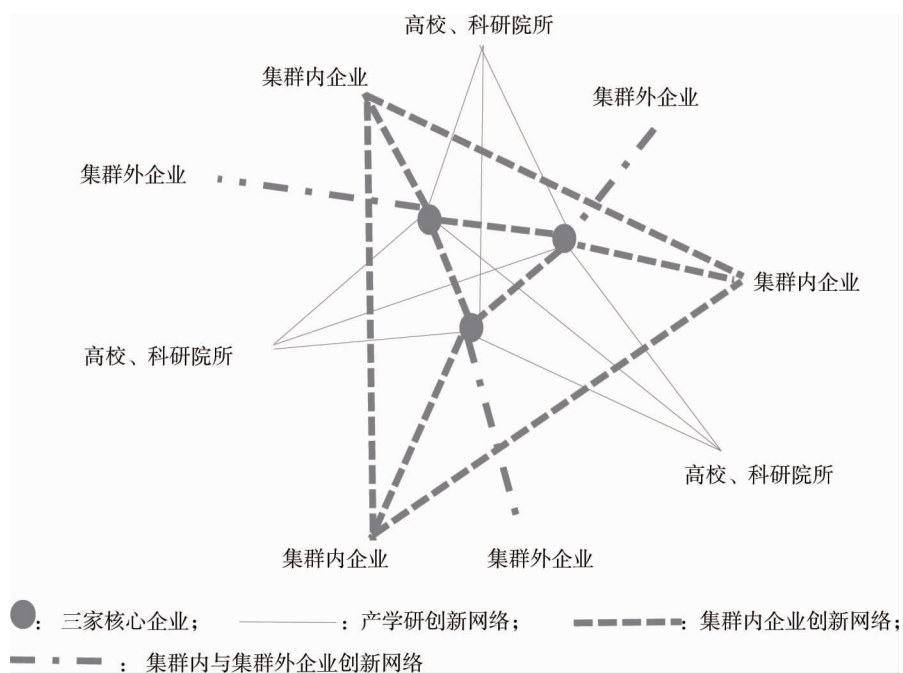 高校、科研院所
集群内企业
集群外企业
集群外企业
集群内企业
高校、科研院所
高校、科研院所
集群内企业
集群外企业
： 三家核心企业； ：产学研创新网络； ：集群内企业创新网络；
： 集群内与集群外企业创新网络